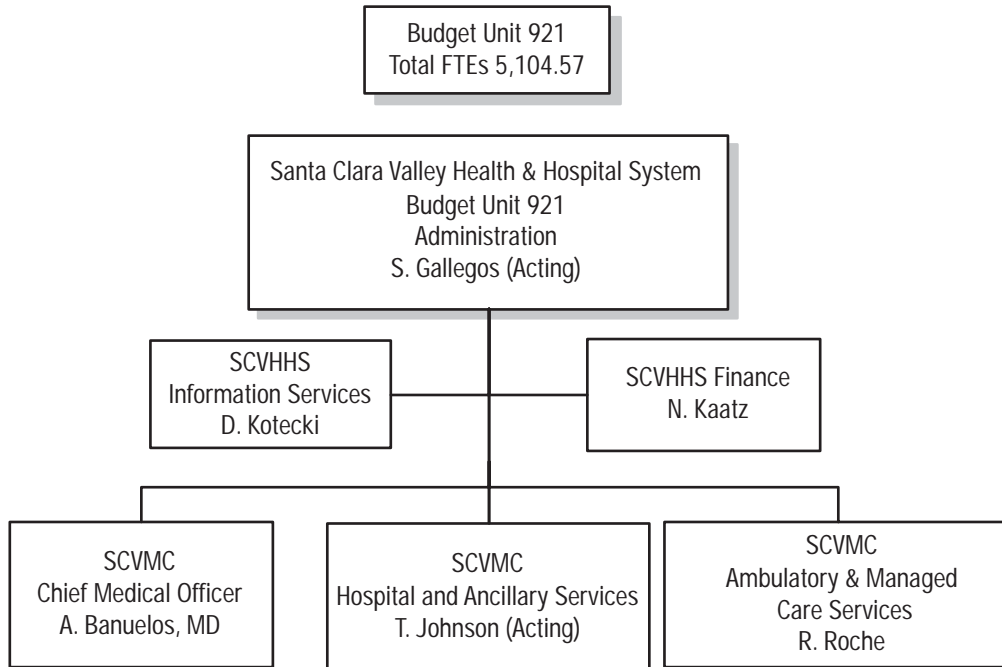 Budget Unit 921
Total FTEs 5,104.57
Santa Clara Valley Health & Hospital System
Budget Unit 921
Administration
S. Gallegos (Acting)
SCVHHS
Information Services
D. Kotecki
SCVHHS Finance
N. Kaatz
SCVMC
Chief Medical Officer
A. Banuelos, MD
SCVMC
Hospital and Ancillary Services
T. Johnson (Acting)
SCVMC
Ambulatory & Managed
Care Services
R. Roche